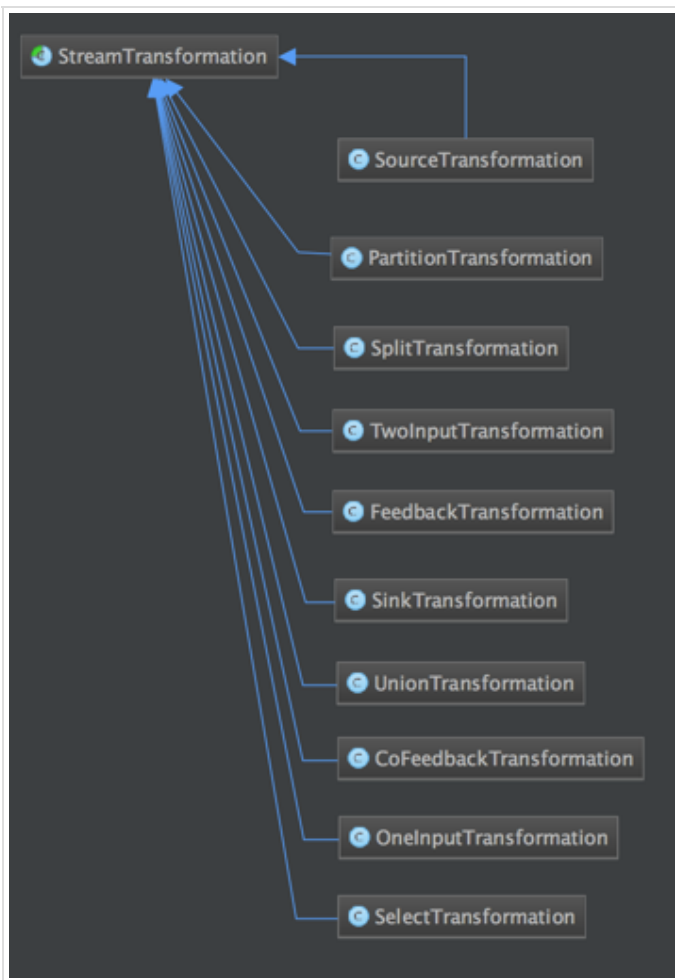 StreamTransformation
SourceTransformation
PartitionTransformation
SplitTransformation
TwoInputTransformation
FeedbackTransformation
SinkTransformation
UnionTransformation
CoFeedbackTransformation
OneInputTransformation
SelectTransformation